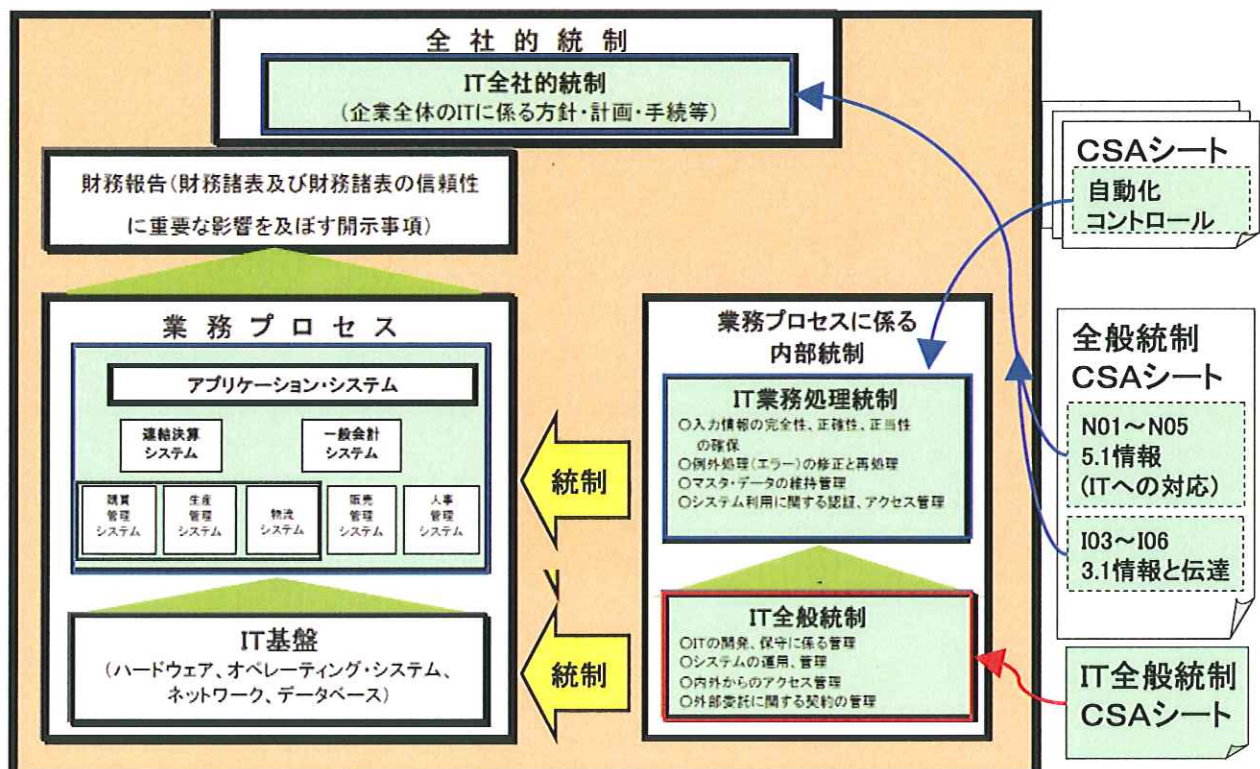 全社的統制
IT全社的統制
(企業全体のITに係る方針・計画・手続等)
財務報告(財務諸表及び財務諸表の信頼性
に重要な影響を及ぼす開示事項)
業務プロセス
アプリケーション・システム
連結決算
システム
一般会計
システム
購買
管理
システム
生産
管理
システム
物流
システム
販売
管理
システム
人事
管理
システム
IT基盤
(ハードウェア、オペレーティング・システム、
ネットワーク、データベース)
統制
統制
業務プロセスに係る
内部統制
IT業務処理統制
○入力情報の完全性、正確性、正当性
の確保
○例外処理(エラー)の修正と再処理
○マスタ・データの維持管理
○システム利用に関する認証、アクセス管理
IT全般統制
○ITの開発、保守に係る管理
○システムの運用、管理
○内外からのアクセス管理
○外部委託に関する契約の管理
CSAシート
自動化
コントロール
全般統制
CSAシート
N01～N05
5.1情報
(ITへの対応)
I03～I06
3.1情報と伝達
IT全般統制
CSAシート